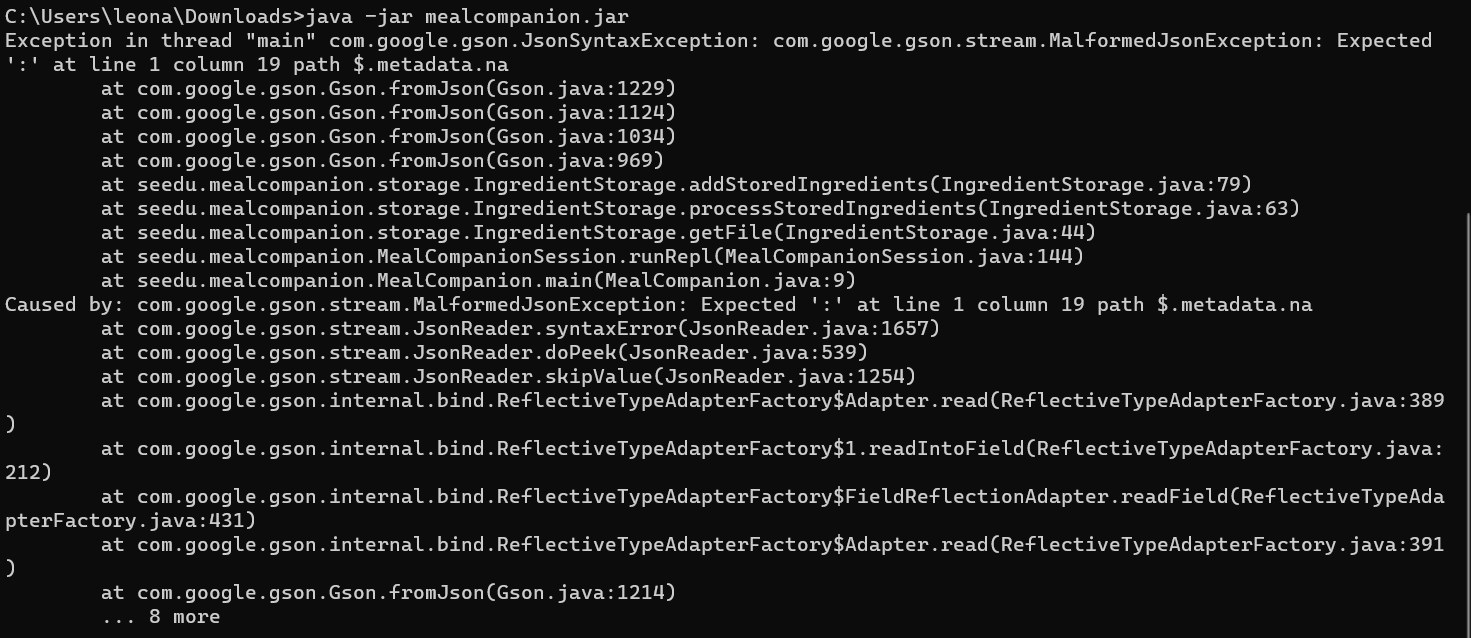 C:\Users\leona\Downloads>java -jar mealcompanion.jar
Exception in thread "main" com.google.gson.JsonSyntaxException: com.google.gson.stream.MalformedJsonException: Expected
':' at line 1 column 19 path $.metadata.na
        at com.google.gson.Gson.fromJson(Gson.java:1229)
        at com.google.gson.Gson.fromJson(Gson.java:1124)
        at com.google.gson.Gson.fromJson(Gson.java:1034)
        at com.google.gson.Gson.fromJson(Gson.java:969)
        at seedu.mealcompanion.storage.IngredientStorage.addStoredIngredients(IngredientStorage.java:79)
        at seedu.mealcompanion.storage.IngredientStorage.processStoredIngredients(IngredientStorage.java:63)
        at seedu.mealcompanion.storage.IngredientStorage.getFile(IngredientStorage.java:44)
        at seedu.mealcompanion.MealCompanionSession.runRepl(MealCompanionSession.java:144)
        at seedu.mealcompanion.MealCompanion.main(MealCompanion.java:9)
Caused by: com.google.gson.stream.MalformedJsonException: Expected ':' at line 1 column 19 path $.metadata.na
        at com.google.gson.stream.JsonReader.syntaxError(JsonReader.java:1657)
        at com.google.gson.stream.JsonReader.doPeek(JsonReader.java:539)
        at com.google.gson.stream.JsonReader.skipValue(JsonReader.java:1254)
        at com.google.gson.internal.bind.ReflectiveTypeAdapterFactory$Adapter.read(ReflectiveTypeAdapterFactory.java:389
)
        at com.google.gson.internal.bind.ReflectiveTypeAdapterFactory$1.readIntoField(ReflectiveTypeAdapterFactory.java:
212)
        at com.google.gson.internal.bind.ReflectiveTypeAdapterFactory$FieldReflectionAdapter.readField(ReflectiveTypeAda
pterFactory.java:431)
        at com.google.gson.internal.bind.ReflectiveTypeAdapterFactory$Adapter.read(ReflectiveTypeAdapterFactory.java:391
)
        at com.google.gson.Gson.fromJson(Gson.java:1214)
        ... 8 more